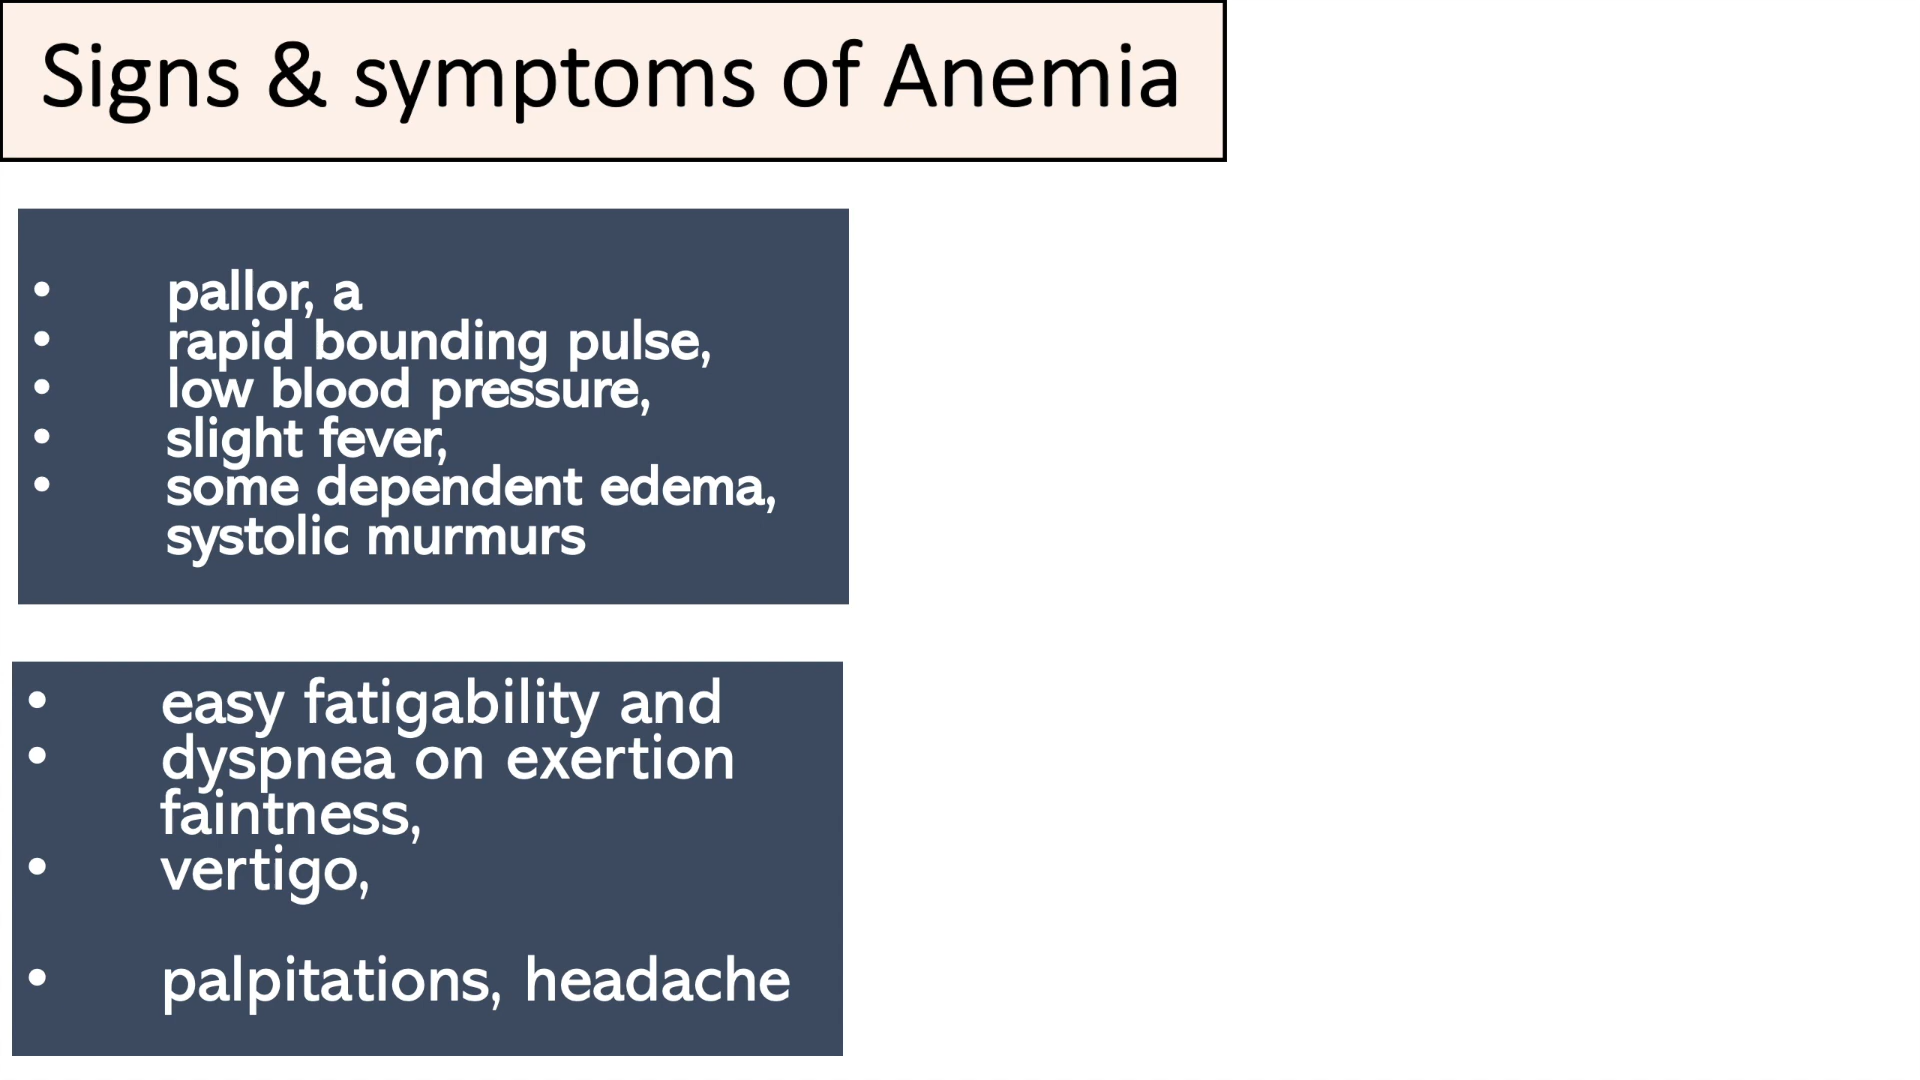 Signs & symptoms of Anemia
• pallor, a
• rapid bounding pulse,
• low blood pressure,
• slight fever,
• some dependent edema,
systolic murmurs
• easy fatigability and
• dyspnea on exertion
faintness,
• vertigo,
• palpitations, headache